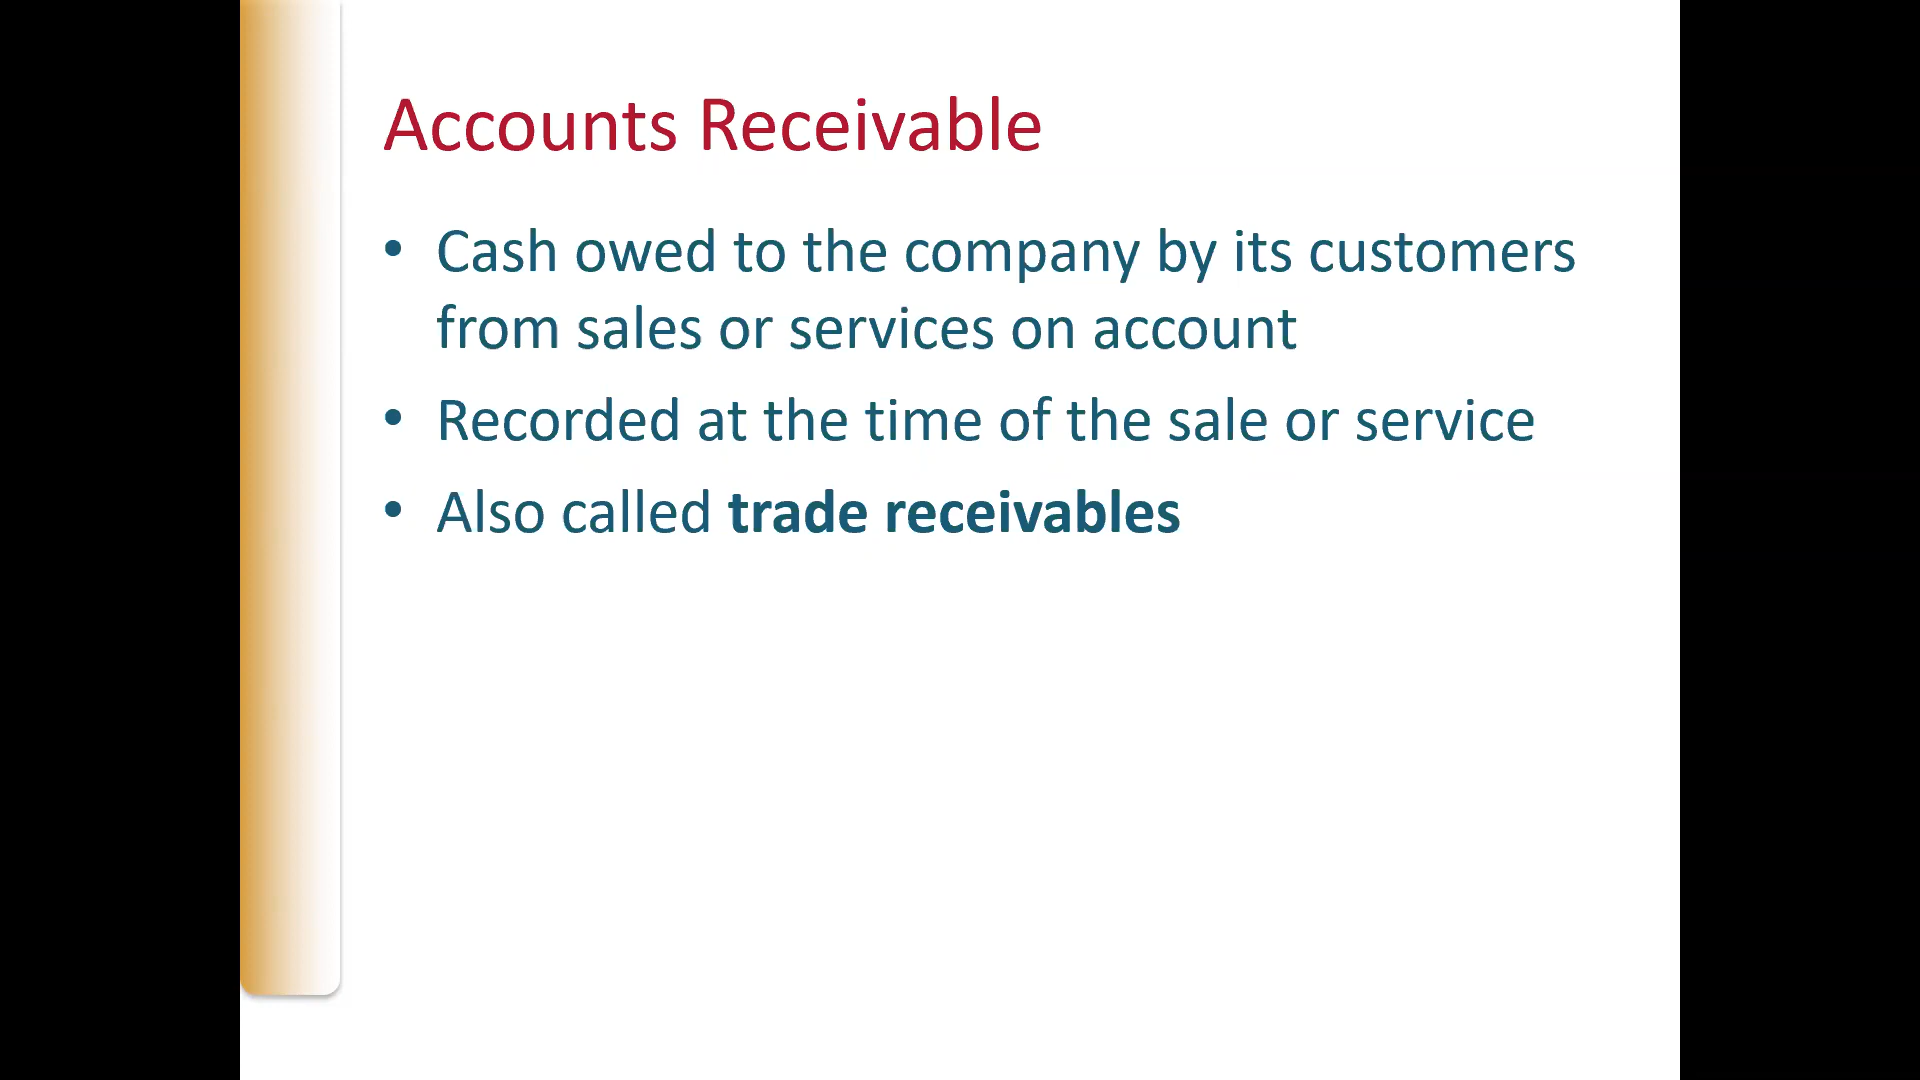 Accounts Receivable
• Cash owed to the company by its customers
from sales or services on account
• Recorded at the time of the sale or service
• Also called trade receivables